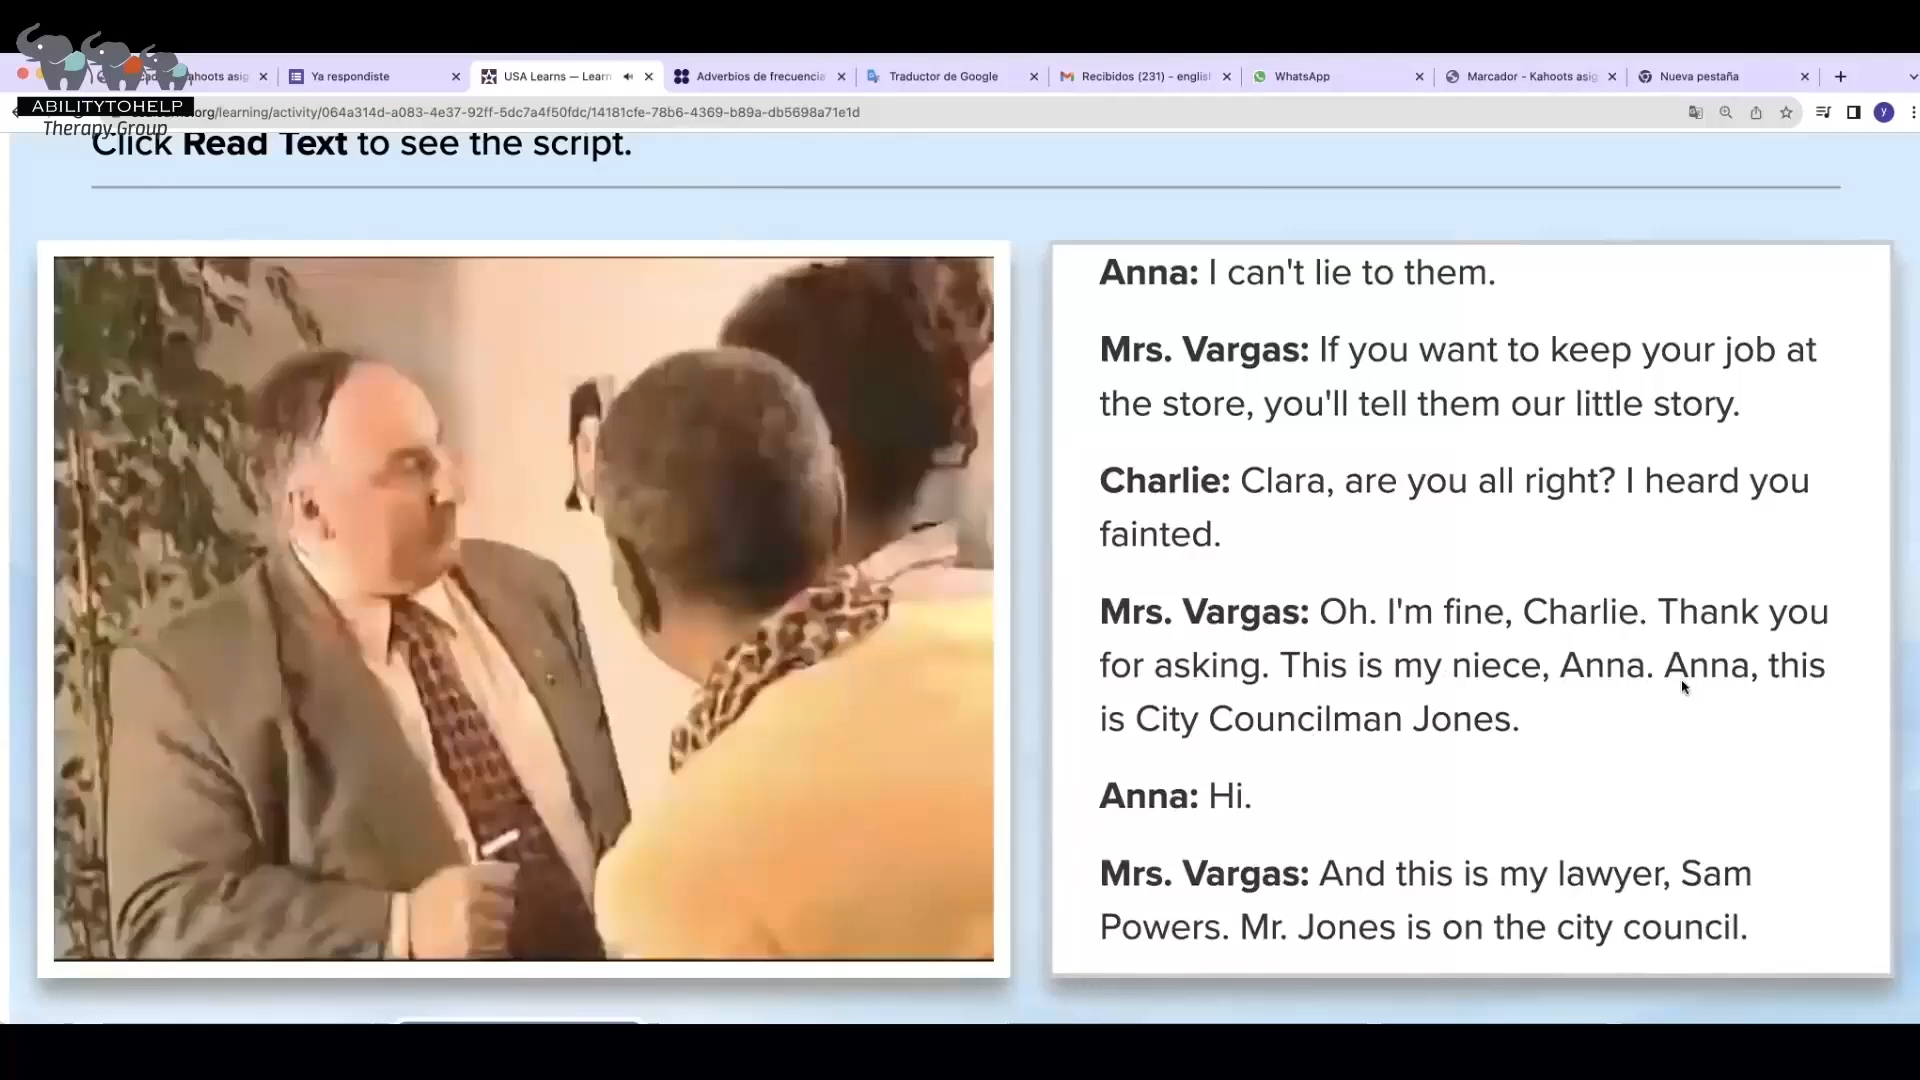 ahoots asig
Ya respondiste
USA Learns — Learn
Adverbios de frecuencia
Traductor de Google
Recibidos (231) - englis
WhatsApp
Marcador - Kahoots asig
Nueva pestaña
ABILITYTOHELP
Therapy Group
.org/learning/activity/064a314d-a083-4e37-92ff-5dc7a4f50fdc/14181cfe-78b6-4369-b89a-db5698a71e1d
y
Click Read Text to see the script.
Anna: I can't lie to them.
Mrs. Vargas: If you want to keep your job at
the store, you'll tell them our little story.
Charlie: Clara, are you all right? I heard you
fainted.
Mrs. Vargas: Oh. I'm fine, Charlie. Thank you
for asking. This is my niece, Anna. Anna, this
is City Councilman Jones.
Anna: Hi.
Mrs. Vargas: And this is my lawyer, Sam
Powers. Mr. Jones is on the city council.